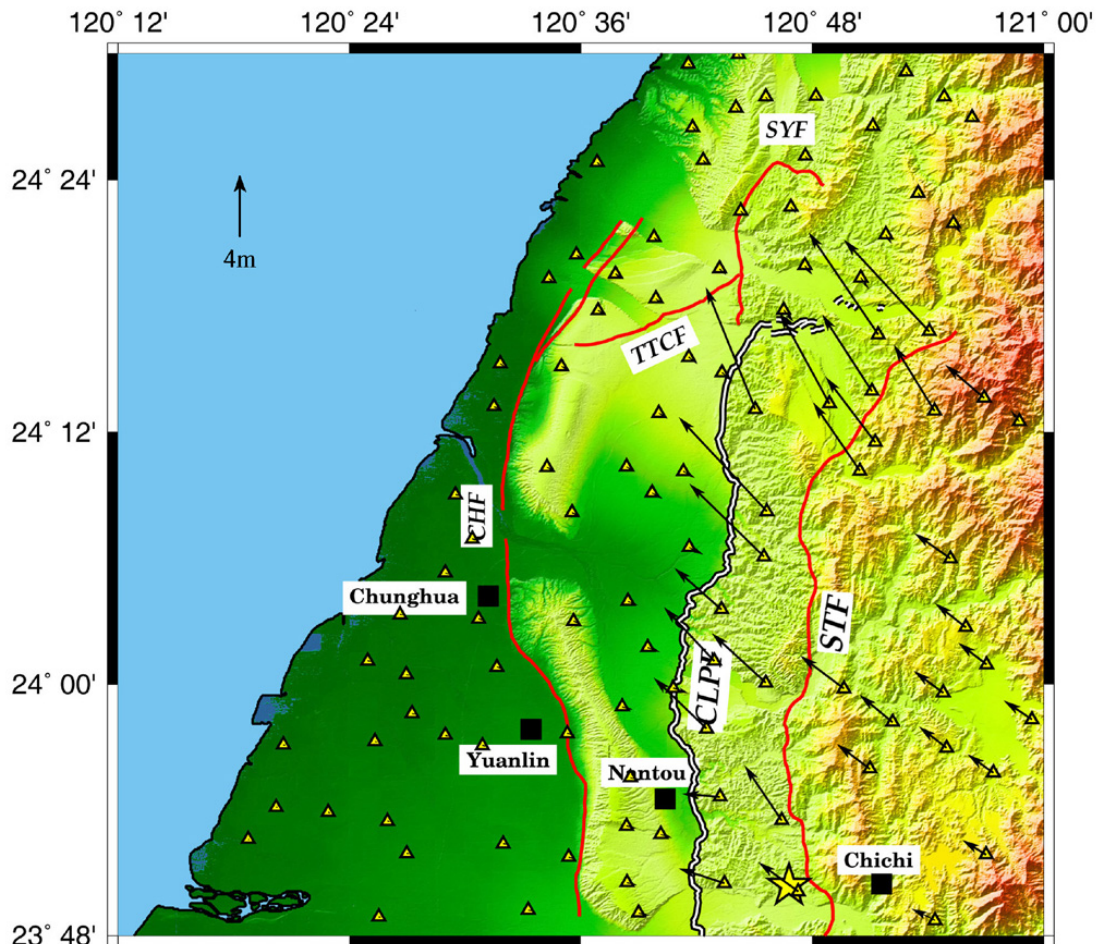 120° 12' 120° 24' 120° 36' 120° 48' 121° 00'
SYF
24° 24'
4m
TTCF
24° 12'
CHF
Chunghua
STF
24° 00'
CLPF
Yuanlin
Nantou
Chichi
23° 48'